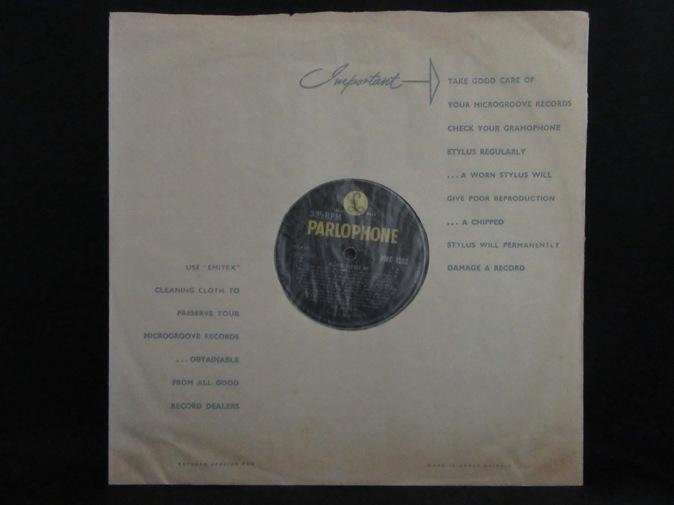 Important
TAKE GOOD CARE OF
YOUR MICROGROOVE RECORDS
CHECK YOUR GRAMOPHONE
STYLUS REGULARLY
...A WORN STYLUS WILL
GIVE POOR REPRODUCTION
...A CHIPPED
STYLUS WILL PERMANENTLY
DAMAGE A RECORD
33⅓ RPM
PARLOPHONE
USE "EMITEX"
CLEANING CLOTH TO
PRESERVE YOUR
MICROGROOVE RECORDS
...OBTAINABLE
FROM ALL GOOD
RECORD DEALERS
MADE IN GREAT BRITAIN